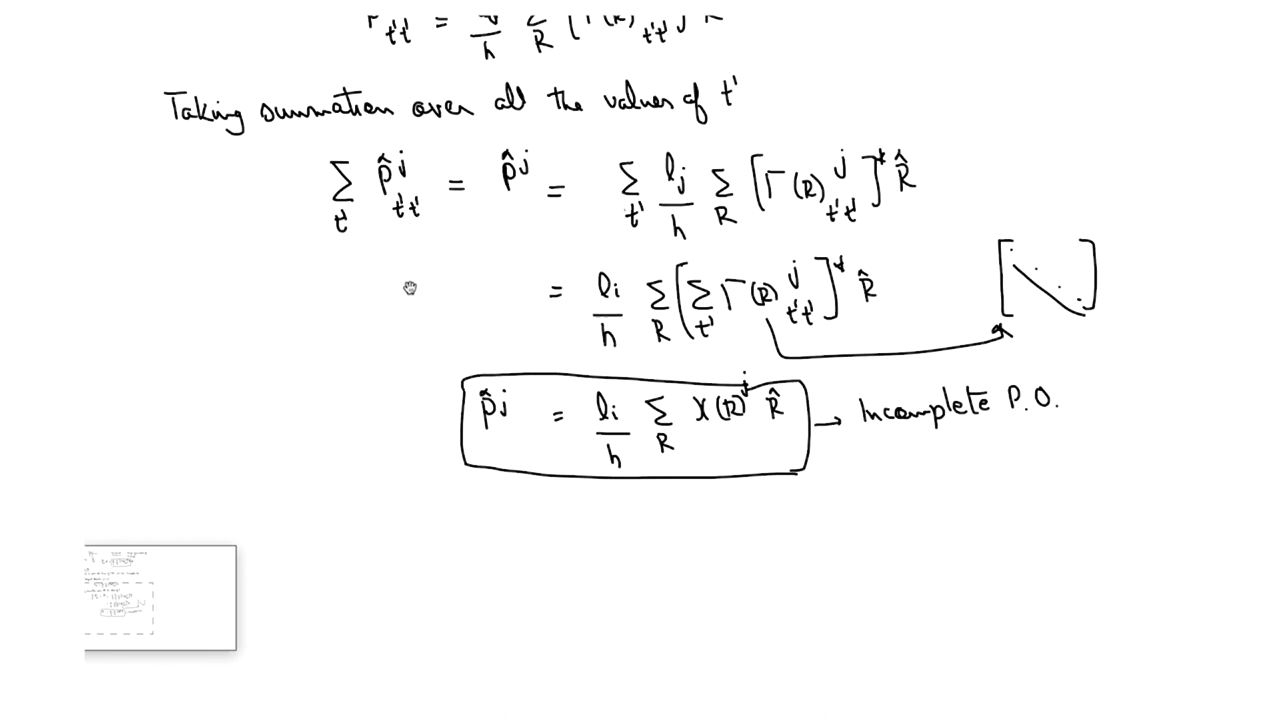 t't' = h Σ R t't' R
Taking summation over all the values of t'
Σ_t' P̂^j_t't' = P̂^j = Σ_t' l_j/h Σ_R [Γ(R)^j_t't']* R̂
= l_i/h Σ_R [Σ_t' Γ(R)^j_t't']* R̂
P̂^j = l_i/h Σ_R χ(R)^j R̂ → Incomplete P.O.